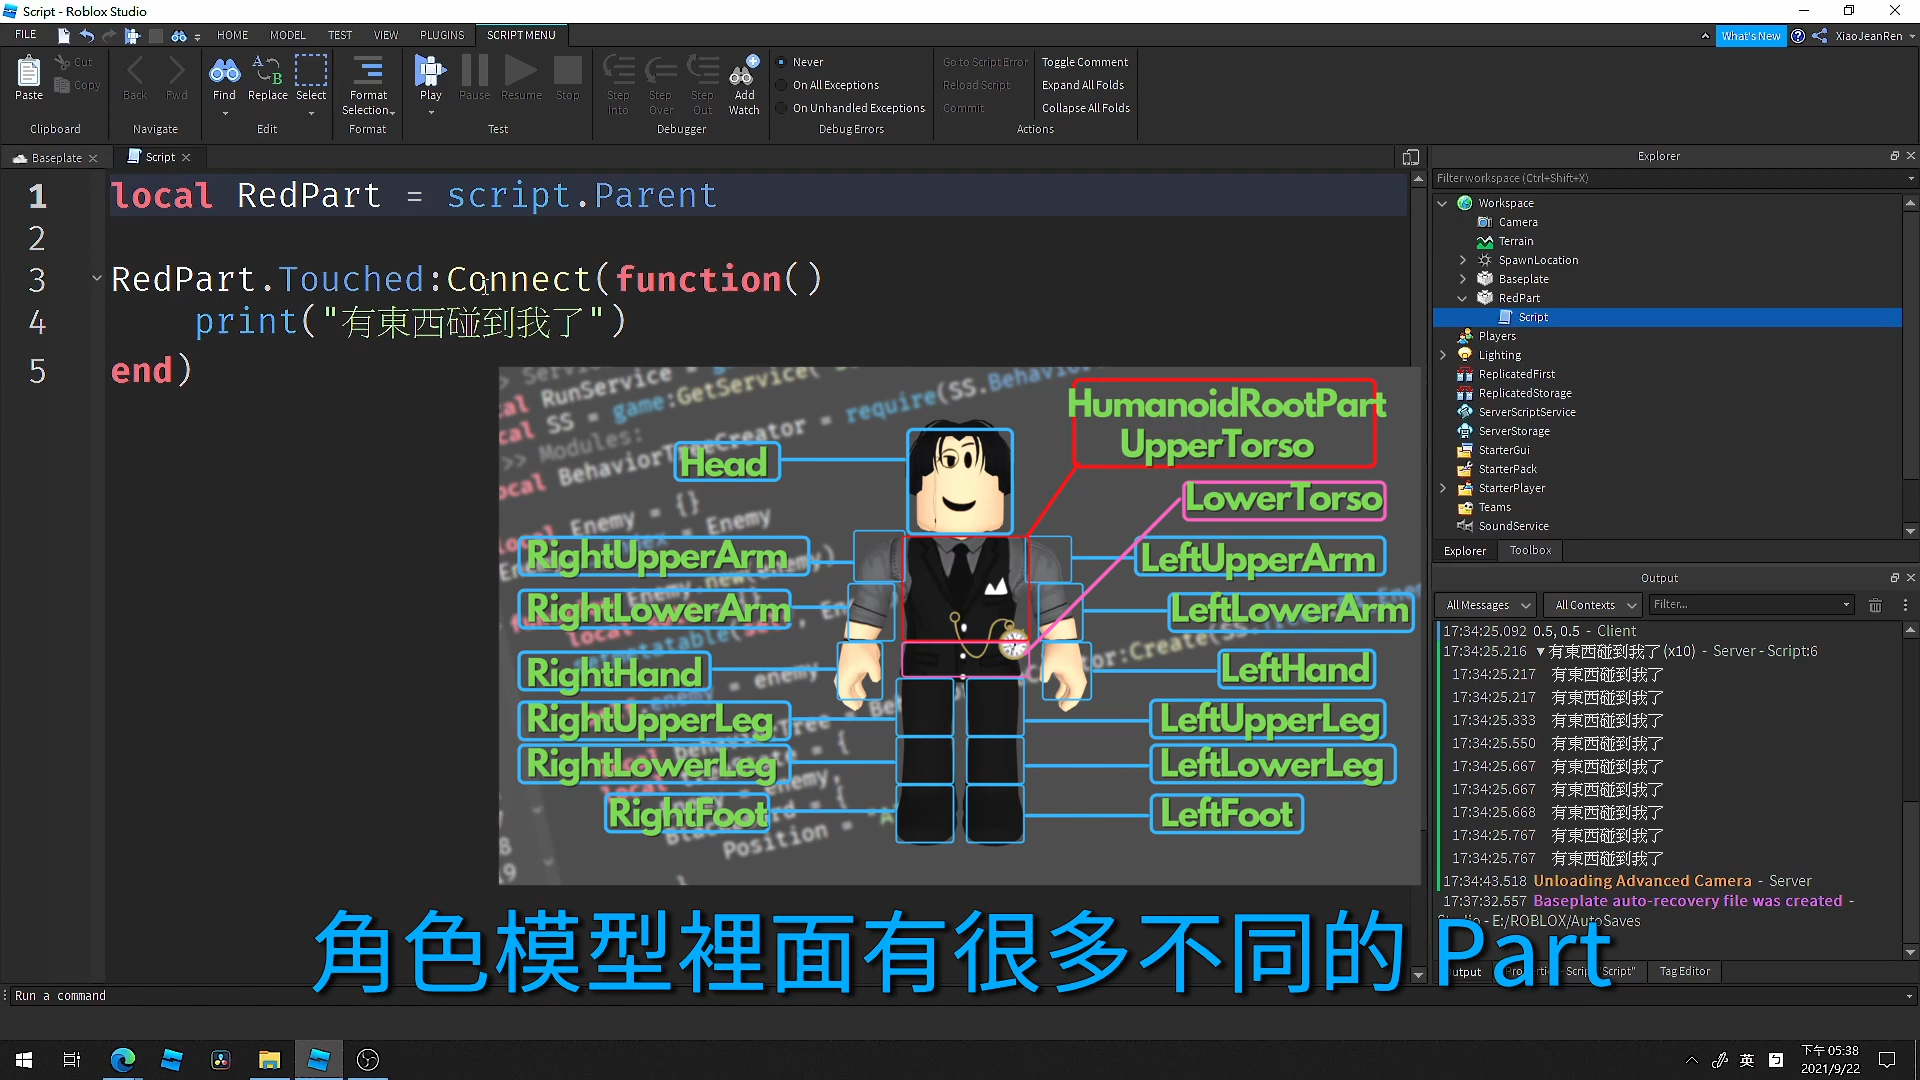 Script - Roblox Studio
FILE HOME MODEL TEST VIEW PLUGINS SCRIPT MENU What's New XiaoJeanRen
Paste Cut Copy Back Fwd Find Replace Select Format Selection Play Pause Resume Stop Step Into Step Over Step Out Add Watch
Never
On All Exceptions
On Unhandled Exceptions
Go to Script Error
Reload Script
Commit
Toggle Comment
Expand All Folds
Collapse All Folds
Clipboard Navigate Edit Format Test Debugger Debug Errors Actions
Baseplate Script
1 local RedPart = script.Parent
2
3 RedPart.Touched:Connect(function()
4 print("有東西碰到我了")
5 end)
HumanoidRootPart
UpperTorso
Head
LowerTorso
RightUpperArm
LeftUpperArm
RightLowerArm
LeftLowerArm
RightHand
LeftHand
RightUpperLeg
LeftUpperLeg
RightLowerLeg
LeftLowerLeg
RightFoot
LeftFoot
角色模型裡面有很多不同的 Part
Explorer
Filter workspace (Ctrl+Shift+X)
Workspace
Camera
Terrain
SpawnLocation
Baseplate
RedPart
Script
Players
Lighting
ReplicatedFirst
ReplicatedStorage
ServerScriptService
ServerStorage
StarterGui
StarterPack
StarterPlayer
Teams
SoundService
Explorer Toolbox
Output
All Messages All Contexts Filter...
17:34:25.092 0.5, 0.5 - Client
17:34:25.216 ▼ 有東西碰到我了 (x10) - Server - Script:6
17:34:25.217 有東西碰到我了
17:34:25.217 有東西碰到我了
17:34:25.333 有東西碰到我了
17:34:25.550 有東西碰到我了
17:34:25.667 有東西碰到我了
17:34:25.667 有東西碰到我了
17:34:25.668 有東西碰到我了
17:34:25.767 有東西碰到我了
17:34:25.767 有東西碰到我了
17:34:43.518 Unloading Advanced Camera - Server
17:37:32.557 Baseplate auto-recovery file was created -
Studio - E:/ROBLOX/AutoSaves
Tag Editor
Run a command
英
下午 05:38
2021/9/22